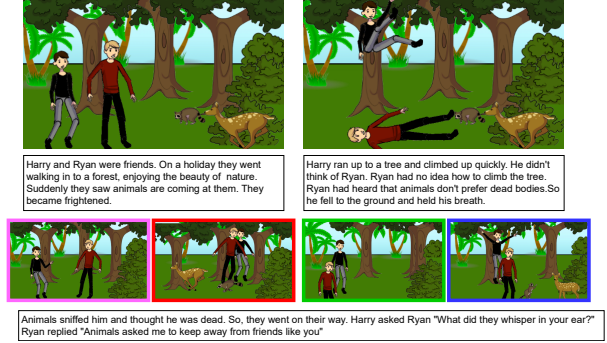 Harry and Ryan were friends. On a holiday they went
walking in to a forest, enjoying the beauty of nature.
Suddenly they saw animals are coming at them. They
became frightened.
Harry ran up to a tree and climbed up quickly. He didn't
think of Ryan. Ryan had no idea how to climb the tree.
Ryan had heard that animals don't prefer dead bodies.So
he fell to the ground and held his breath.
Animals sniffed him and thought he was dead. So, they went on their way. Harry asked Ryan "What did they whisper in your ear?"
Ryan replied "Animals asked me to keep away from friends like you"